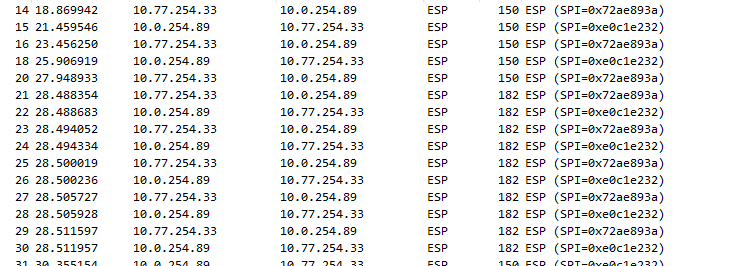 14 18.869942 10.77.254.33 10.0.254.89 ESP 150 ESP (SPI=0x72ae893a)
15 21.459546 10.0.254.89 10.77.254.33 ESP 150 ESP (SPI=0xe0c1e232)
16 23.456250 10.77.254.33 10.0.254.89 ESP 150 ESP (SPI=0x72ae893a)
18 25.906919 10.0.254.89 10.77.254.33 ESP 150 ESP (SPI=0xe0c1e232)
20 27.948933 10.77.254.33 10.0.254.89 ESP 150 ESP (SPI=0x72ae893a)
21 28.488354 10.77.254.33 10.0.254.89 ESP 182 ESP (SPI=0x72ae893a)
22 28.488683 10.0.254.89 10.77.254.33 ESP 182 ESP (SPI=0xe0c1e232)
23 28.494052 10.77.254.33 10.0.254.89 ESP 182 ESP (SPI=0x72ae893a)
24 28.494334 10.0.254.89 10.77.254.33 ESP 182 ESP (SPI=0xe0c1e232)
25 28.500019 10.77.254.33 10.0.254.89 ESP 182 ESP (SPI=0x72ae893a)
26 28.500236 10.0.254.89 10.77.254.33 ESP 182 ESP (SPI=0xe0c1e232)
27 28.505727 10.77.254.33 10.0.254.89 ESP 182 ESP (SPI=0x72ae893a)
28 28.505928 10.0.254.89 10.77.254.33 ESP 182 ESP (SPI=0xe0c1e232)
29 28.511597 10.77.254.33 10.0.254.89 ESP 182 ESP (SPI=0x72ae893a)
30 28.511957 10.0.254.89 10.77.254.33 ESP 182 ESP (SPI=0xe0c1e232)
31 30.355154 10.0.254.89 10.77.254.33 ESP 150 ESP (SPI=0xe0c1e232)